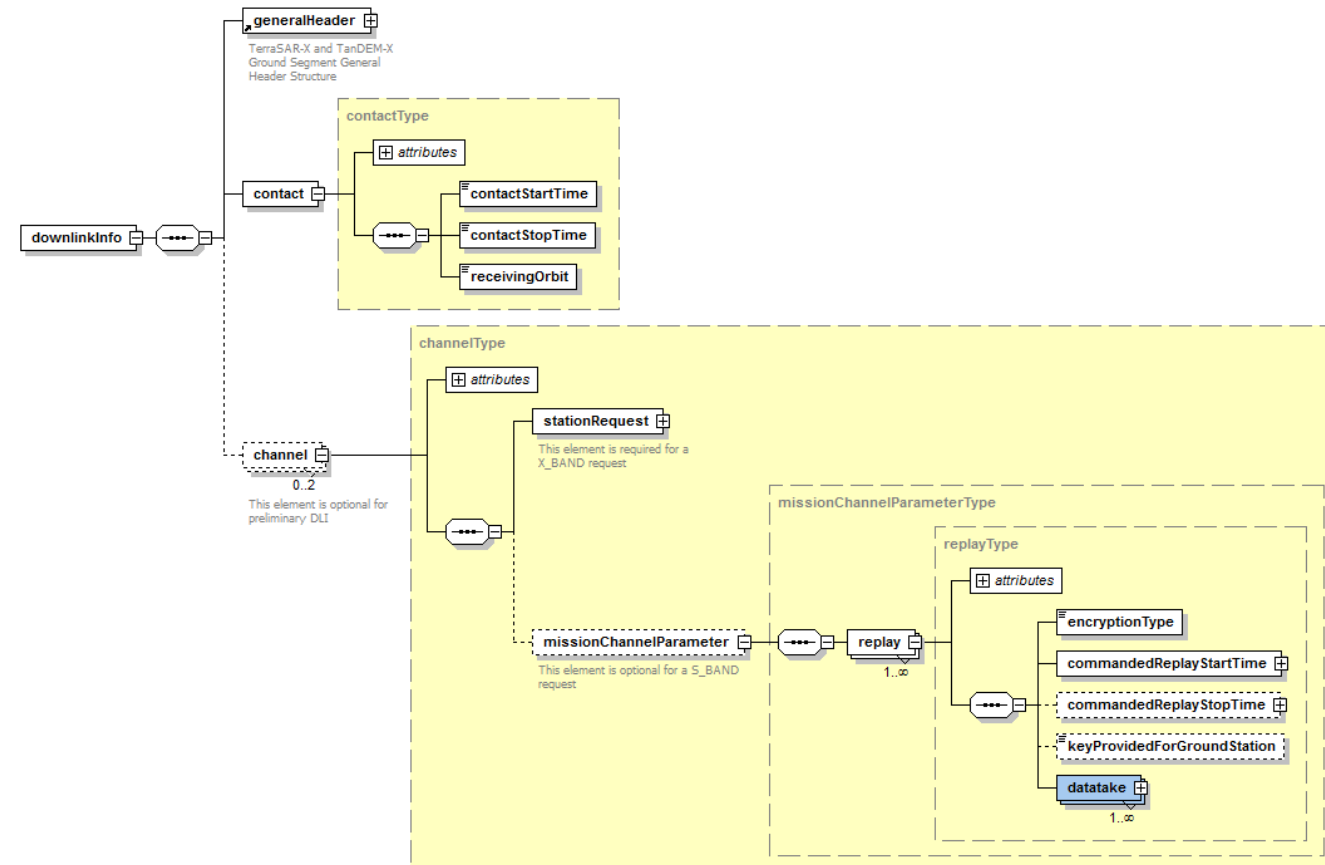 generalHeader
TerraSAR-X and TanDEM-X
Ground Segment General
Header Structure
contactType
attributes
contact
contactStartTime
contactStopTime
receivingOrbit
downlinkInfo
channelType
attributes
stationRequest
This element is required for a
X_BAND request
channel
0..2
This element is optional for
preliminary DLI
missionChannelParameterType
replayType
attributes
encryptionType
missionChannelParameter
This element is optional for a S_BAND
request
replay
1..∞
commandedReplayStartTime
commandedReplayStopTime
keyProvidedForGroundStation
datatake
1..∞